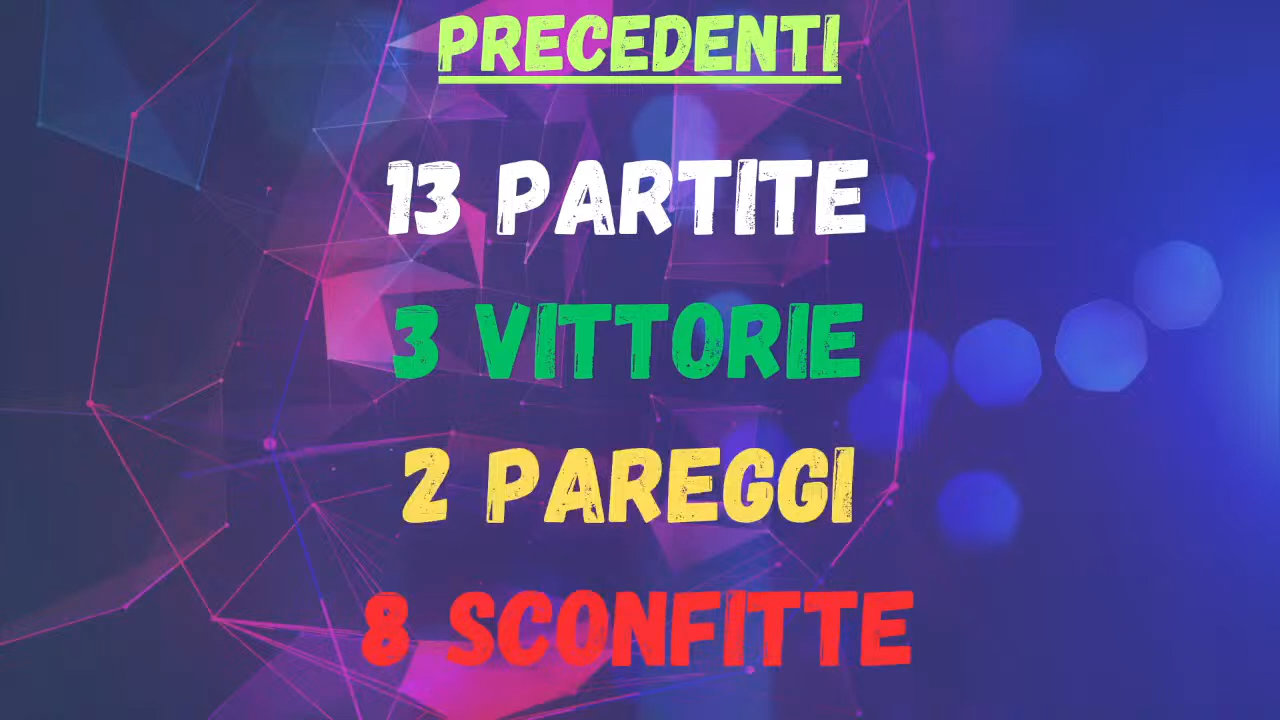 PRECEDENTI
13 PARTITE
3 VITTORIE
2 PAREGGI
8 SCONFITTE